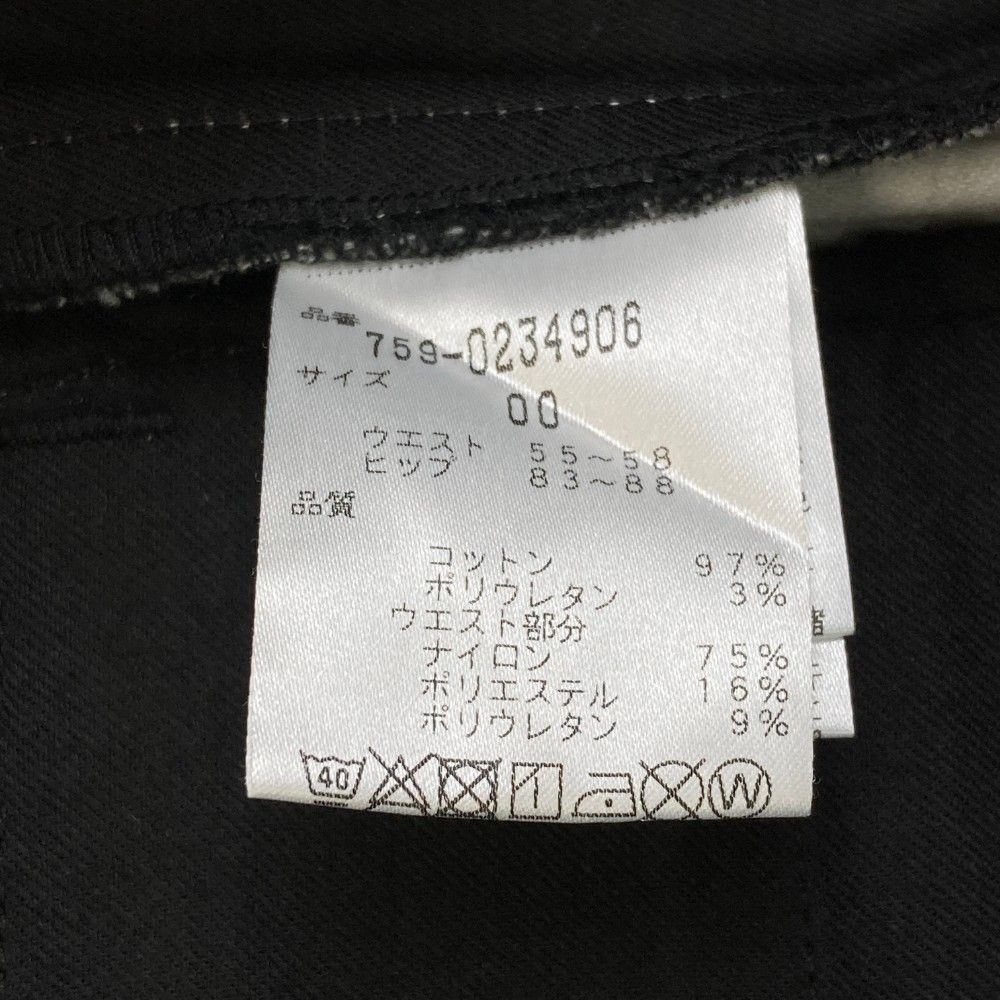 品番
759-0234906
サイズ
00
ウエスト 55～58
ヒップ 83～88
品質
コットン 97%
ポリウレタン 3%
ウエスト部分
ナイロン 75%
ポリエステル 16%
ポリウレタン 9%
40 W